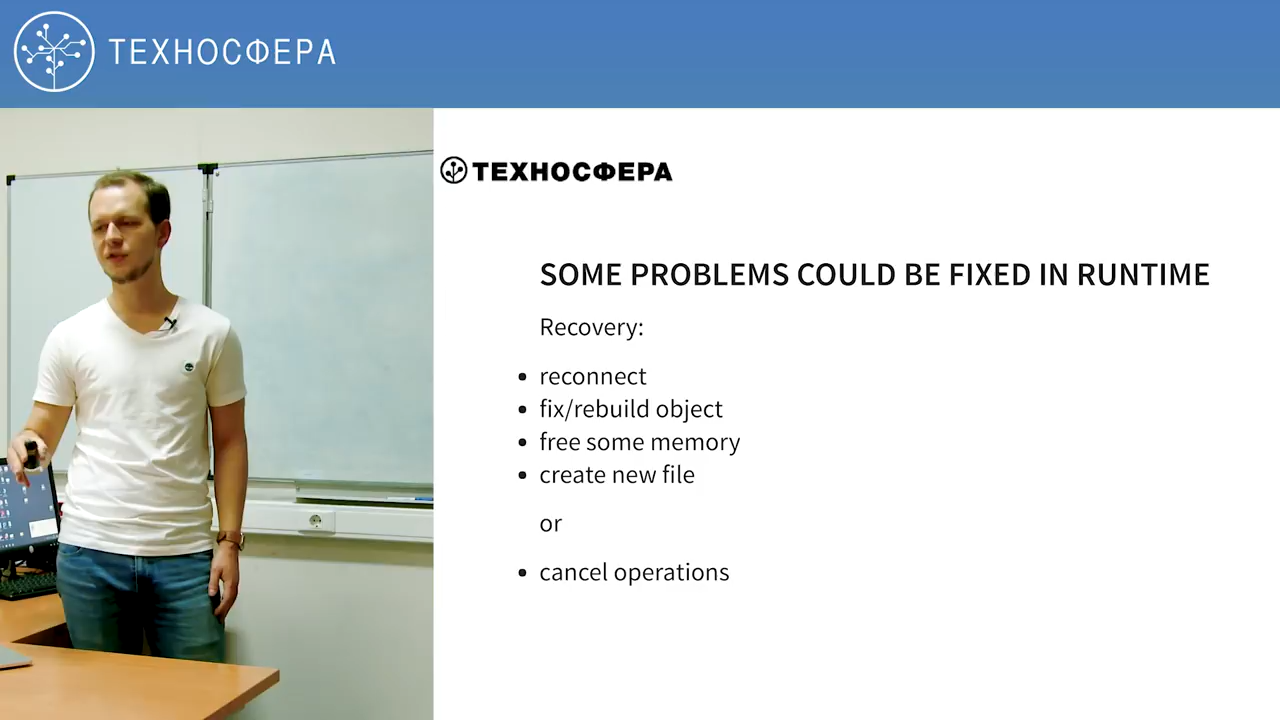 ТЕХНОСФЕРА
ТЕХНОСФЕРА
SOME PROBLEMS COULD BE FIXED IN RUNTIME
Recovery:
• reconnect
• fix/rebuild object
• free some memory
• create new file
or
• cancel operations